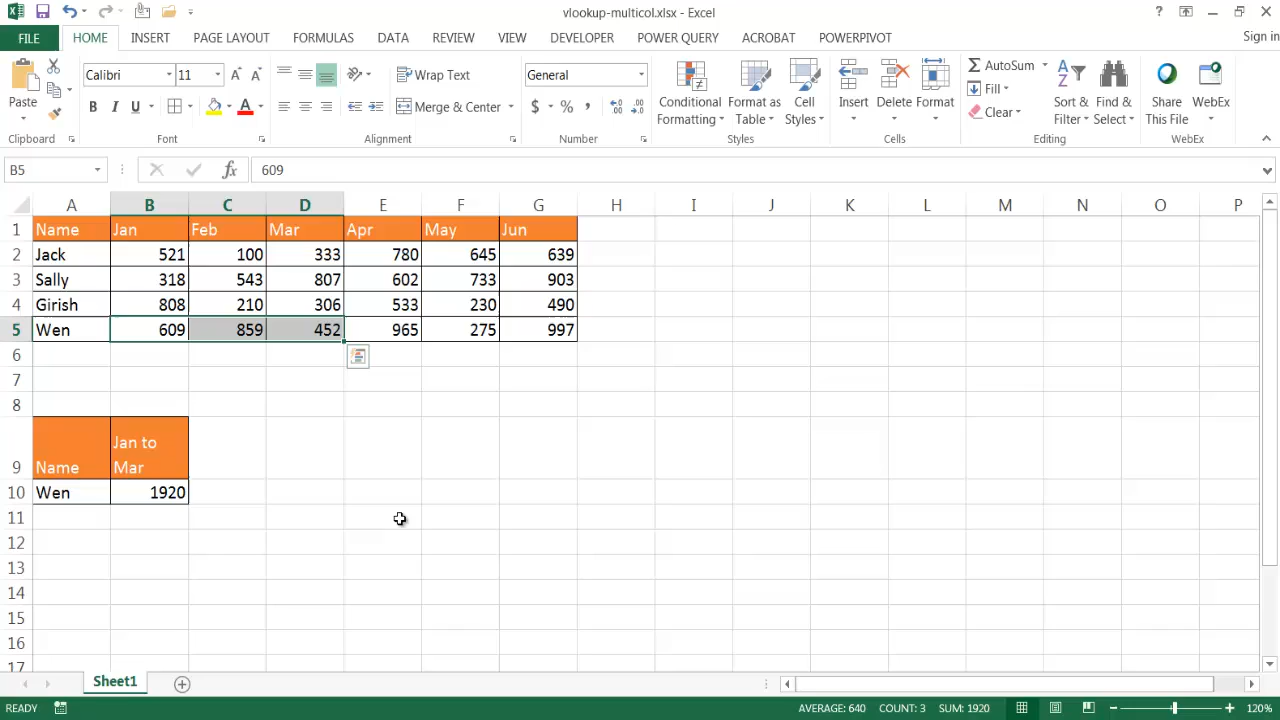 vlookup-multicol.xlsx - Excel
?
FILE HOME INSERT PAGE LAYOUT FORMULAS DATA REVIEW VIEW DEVELOPER POWER QUERY ACROBAT POWERPIVOT Sign in
Paste
Clipboard
Calibri 11
B I U
Font
Wrap Text
Merge & Center
Alignment
General
$ % ,
Number
Conditional Formatting
Format as Table
Cell Styles
Styles
Insert
Delete
Format
Cells
AutoSum
Fill
Clear
Sort & Filter
Find & Select
Editing
Share This File
WebEx
WebEx
B5 fx 609
A B C D E F G H I J K L M N O P
1 Name Jan Feb Mar Apr May Jun
2 Jack 521 100 333 780 645 639
3 Sally 318 543 807 602 733 903
4 Girish 808 210 306 533 230 490
5 Wen 609 859 452 965 275 997
6
7
8
9 Name Jan to Mar
10 Wen 1920
11
12
13
14
15
16
17
Sheet1
READY AVERAGE: 640 COUNT: 3 SUM: 1920 120%